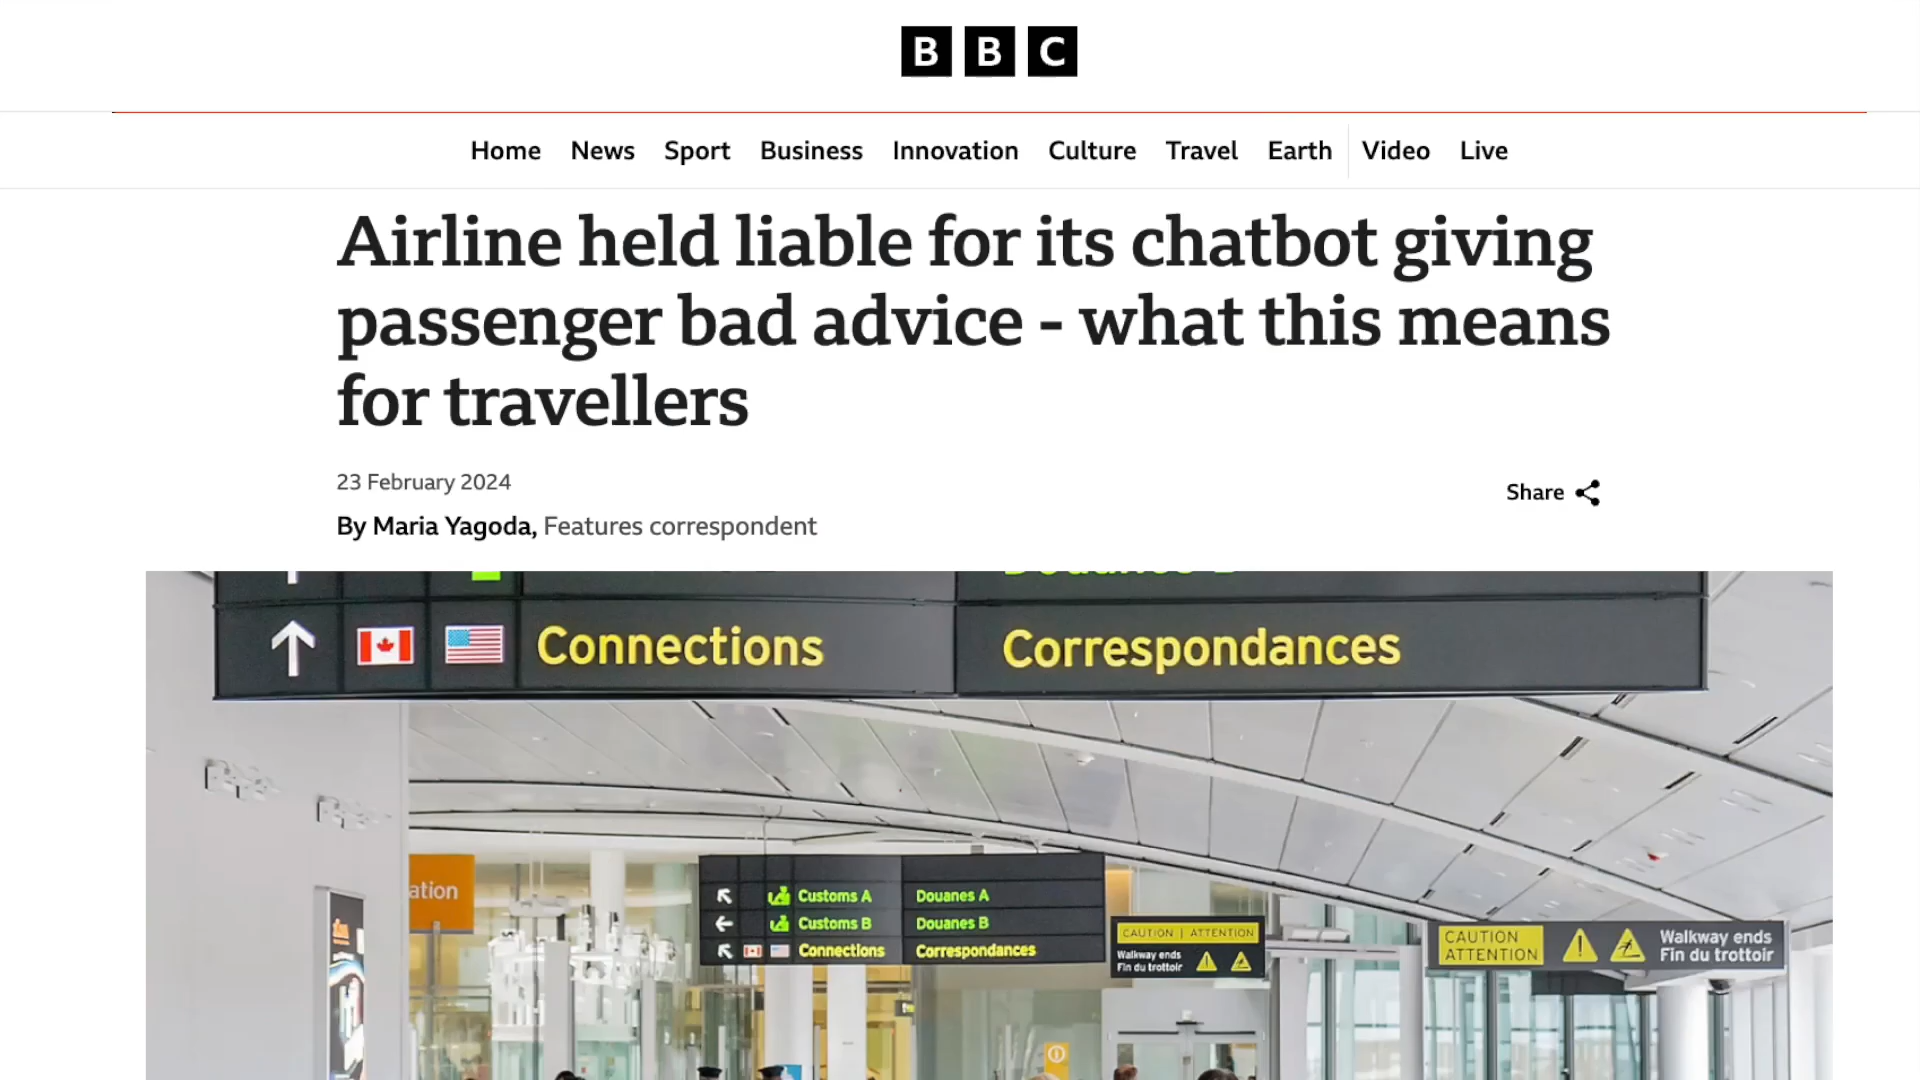 BBC
Home News Sport Business Innovation Culture Travel Earth Video Live
Airline held liable for its chatbot giving
passenger bad advice - what this means
for travellers
23 February 2024
Share
By Maria Yagoda, Features correspondent
Connections Correspondances
ation
Customs A Douanes A
Customs B Douanes B
Connections Correspondances
CAUTION | ATTENTION
Walkway ends
Fin du trottoir
CAUTION
ATTENTION
Walkway ends
Fin du trottoir